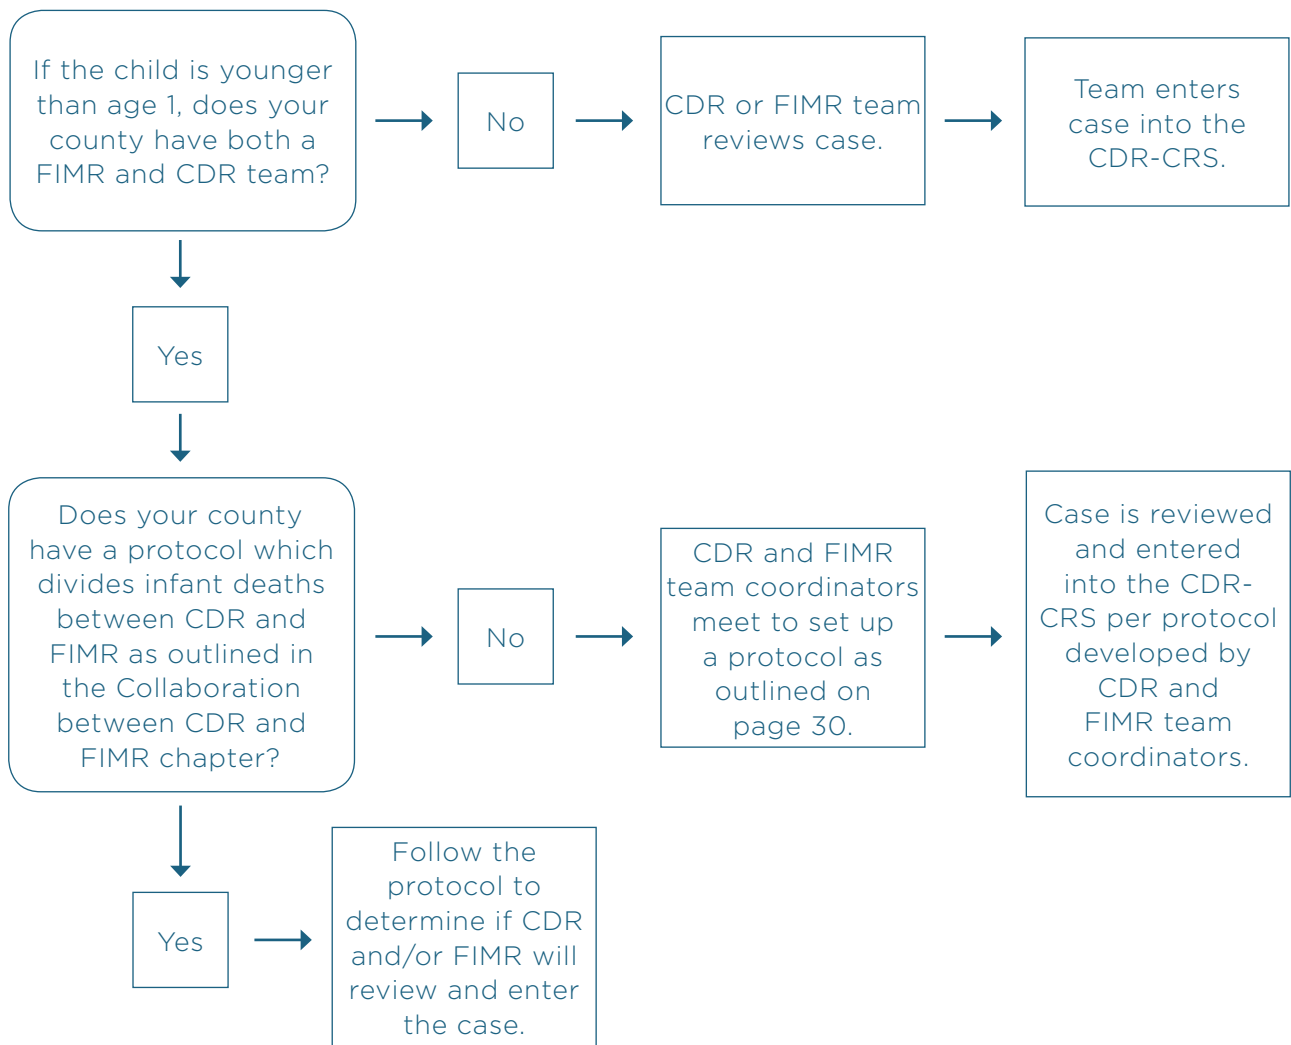 If the child is younger
than age 1, does your
county have both a
FIMR and CDR team?
No
CDR or FIMR team
reviews case.
Team enters
case into the
CDR-CRS.
Yes
Does your county
have a protocol which
divides infant deaths
between CDR and
FIMR as outlined in
the Collaboration
between CDR and
FIMR chapter?
No
CDR and FIMR
team coordinators
meet to set up
a protocol as
outlined on
page 30.
Case is reviewed
and entered
into the CDR-
CRS per protocol
developed by
CDR and
FIMR team
coordinators.
Yes
Follow the
protocol to
determine if CDR
and/or FIMR will
review and enter
the case.